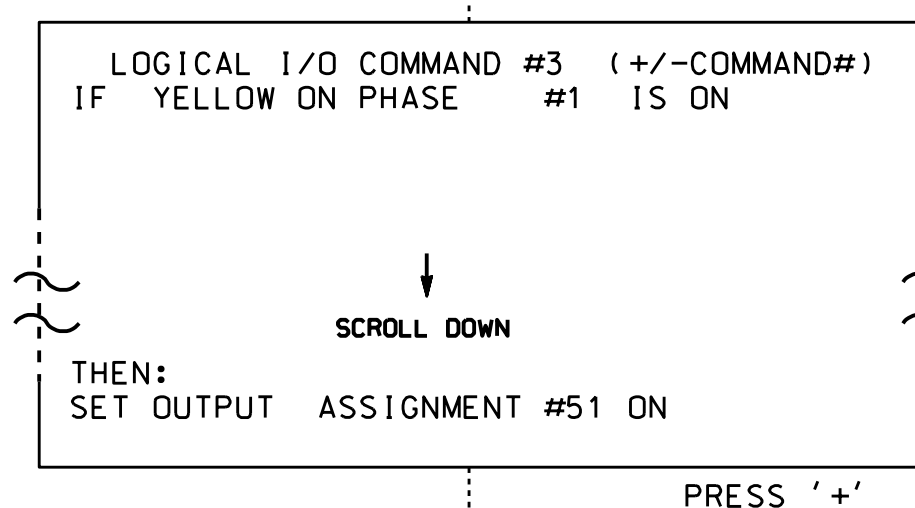 LOGICAL I/O COMMAND #3 (+/-COMMAND#)
IF YELLOW ON PHASE #1 IS ON
SCROLL DOWN
THEN:
SET OUTPUT ASSIGNMENT #51 ON
PRESS '+'